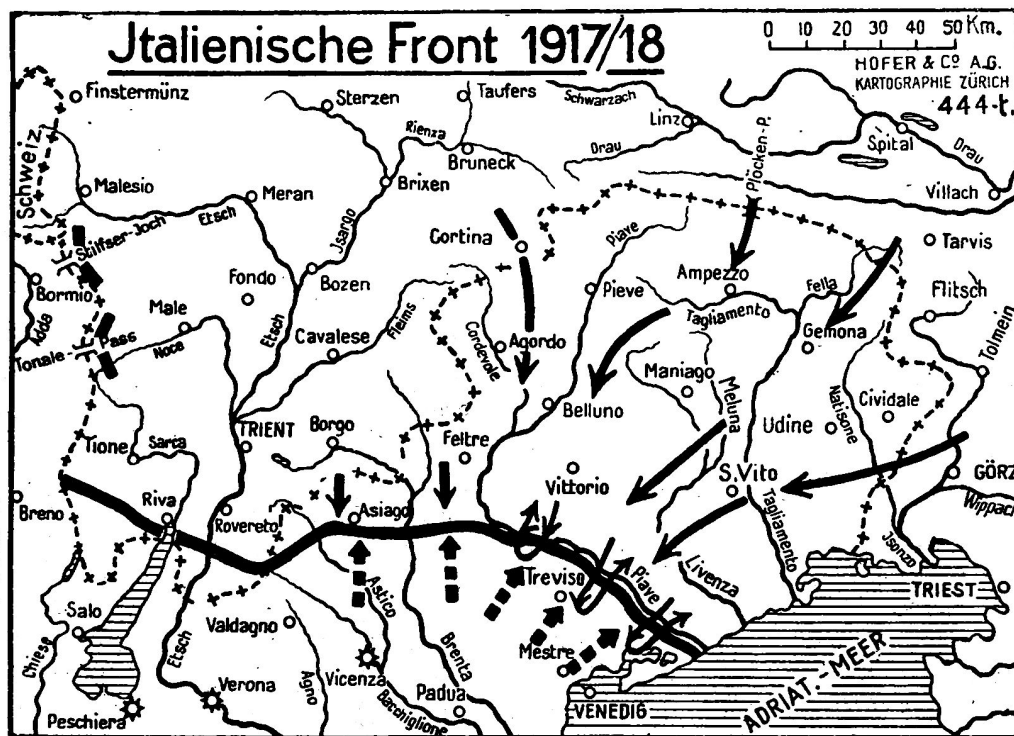 Jtalienische Front 1917/18
0 10 20 30 40 50 Km.
HOFER & Cº A.G.
KARTOGRAPHIE ZÜRICH
444-t.
Finstermünz
Sterzen
Taufers
Schwarzach
Linz
Spital
Drau
Rienza
Bruneck
Drau
Plöcken-P.
Schweiz
Malesio
Meran
Brixen
Villach
Etsch
Jsargo
Stilfser-Joch
Cortina
Piave
Tarvis
Bormio
Fondo
Bozen
Pieve
Ampezzo
Fella
Flitsch
Adda
Male
Etsch
Cavalese
Fleims
Cordevole
Agordo
Tagliamento
Gemona
Tolmein
Tonale-Pass
Noce
Maniago
Meluna
Natisone
Cividale
Belluno
Udine
TRIENT
Borgo
Feltre
Tione
Sarca
Vittorio
S.Vito
GÖRZ
Breno
Riva
Rovereto
Asiago
Tagliamento
Wippach
Jsonzo
Treviso
Piave
Livenza
TRIEST
Salo
Astico
Valdagno
Mestre
Chiese
Etsch
Brenta
Verona
Agno
Vicenza
Padua
Peschiera
Bacchiglione
VENEDIG
ADRIAT.-MEER